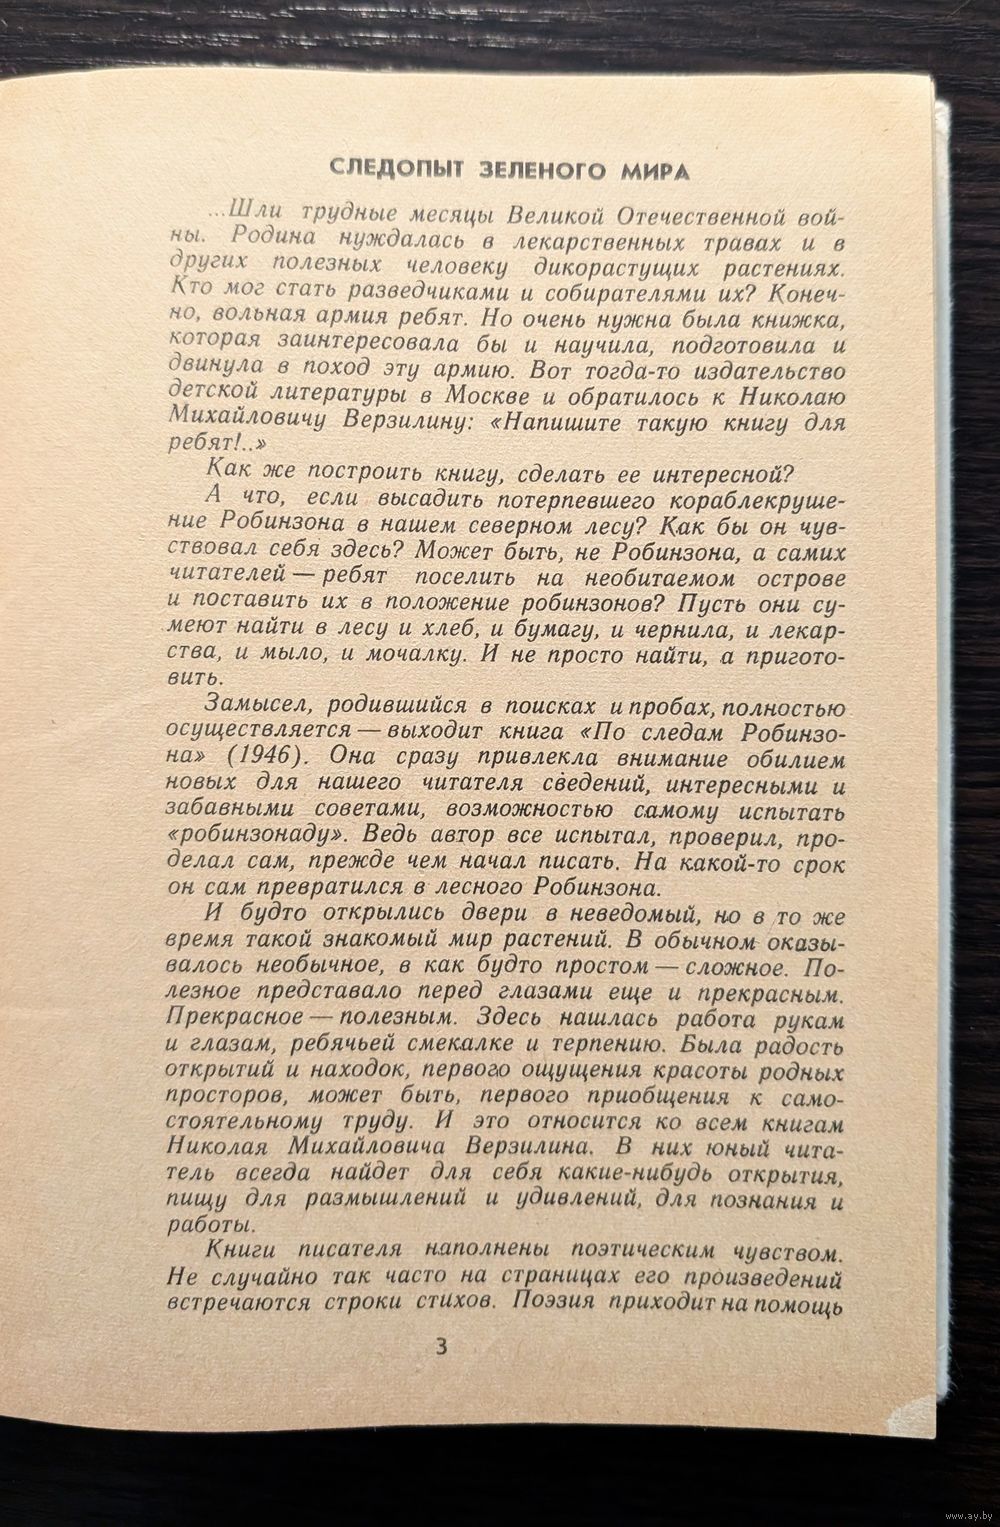 СЛЕДОПЫТ ЗЕЛЕНОГО МИРА
...Шли трудные месяцы Великой Отечественной вой-
ны. Родина нуждалась в лекарственных травах и в
других полезных человеку дикорастущих растениях.
Кто мог стать разведчиками и собирателями их? Конеч-
но, вольная армия ребят. Но очень нужна была книжка,
которая заинтересовала бы и научила, подготовила и
двинула в поход эту армию. Вот тогда-то издательство
детской литературы в Москве и обратилось к Николаю
Михайловичу Верзилину: «Напишите такую книгу для
ребят!..»
Как же построить книгу, сделать ее интересной?
А что, если высадить потерпевшего кораблекруше-
ние Робинзона в нашем северном лесу? Как бы он чув-
ствовал себя здесь? Может быть, не Робинзона, а самих
читателей — ребят поселить на необитаемом острове
и поставить их в положение робинзонов? Пусть они су-
меют найти в лесу и хлеб, и бумагу, и чернила, и лекар-
ства, и мыло, и мочалку. И не просто найти, а пригото-
вить.
Замысел, родившийся в поисках и пробах, полностью
осуществляется — выходит книга «По следам Робинзо-
на» (1946). Она сразу привлекла внимание обилием
новых для нашего читателя сведений, интересными и
забавными советами, возможностью самому испытать
«робинзонаду». Ведь автор все испытал, проверил, про-
делал сам, прежде чем начал писать. На какой-то срок
он сам превратился в лесного Робинзона.
И будто открылись двери в неведомый, но в то же
время такой знакомый мир растений. В обычном оказы-
валось необычное, в как будто простом — сложное. По-
лезное представало перед глазами еще и прекрасным.
Прекрасное — полезным. Здесь нашлась работа рукам
и глазам, ребячьей смекалке и терпению. Была радость
открытий и находок, первого ощущения красоты родных
просторов, может быть, первого приобщения к само-
стоятельному труду. И это относится ко всем книгам
Николая Михайловича Верзилина. В них юный чита-
тель всегда найдет для себя какие-нибудь открытия,
пищу для размышлений и удивлений, для познания и
работы.
Книги писателя наполнены поэтическим чувством.
Не случайно так часто на страницах его произведений
встречаются строки стихов. Поэзия приходит на помощь
3
www.ay.by